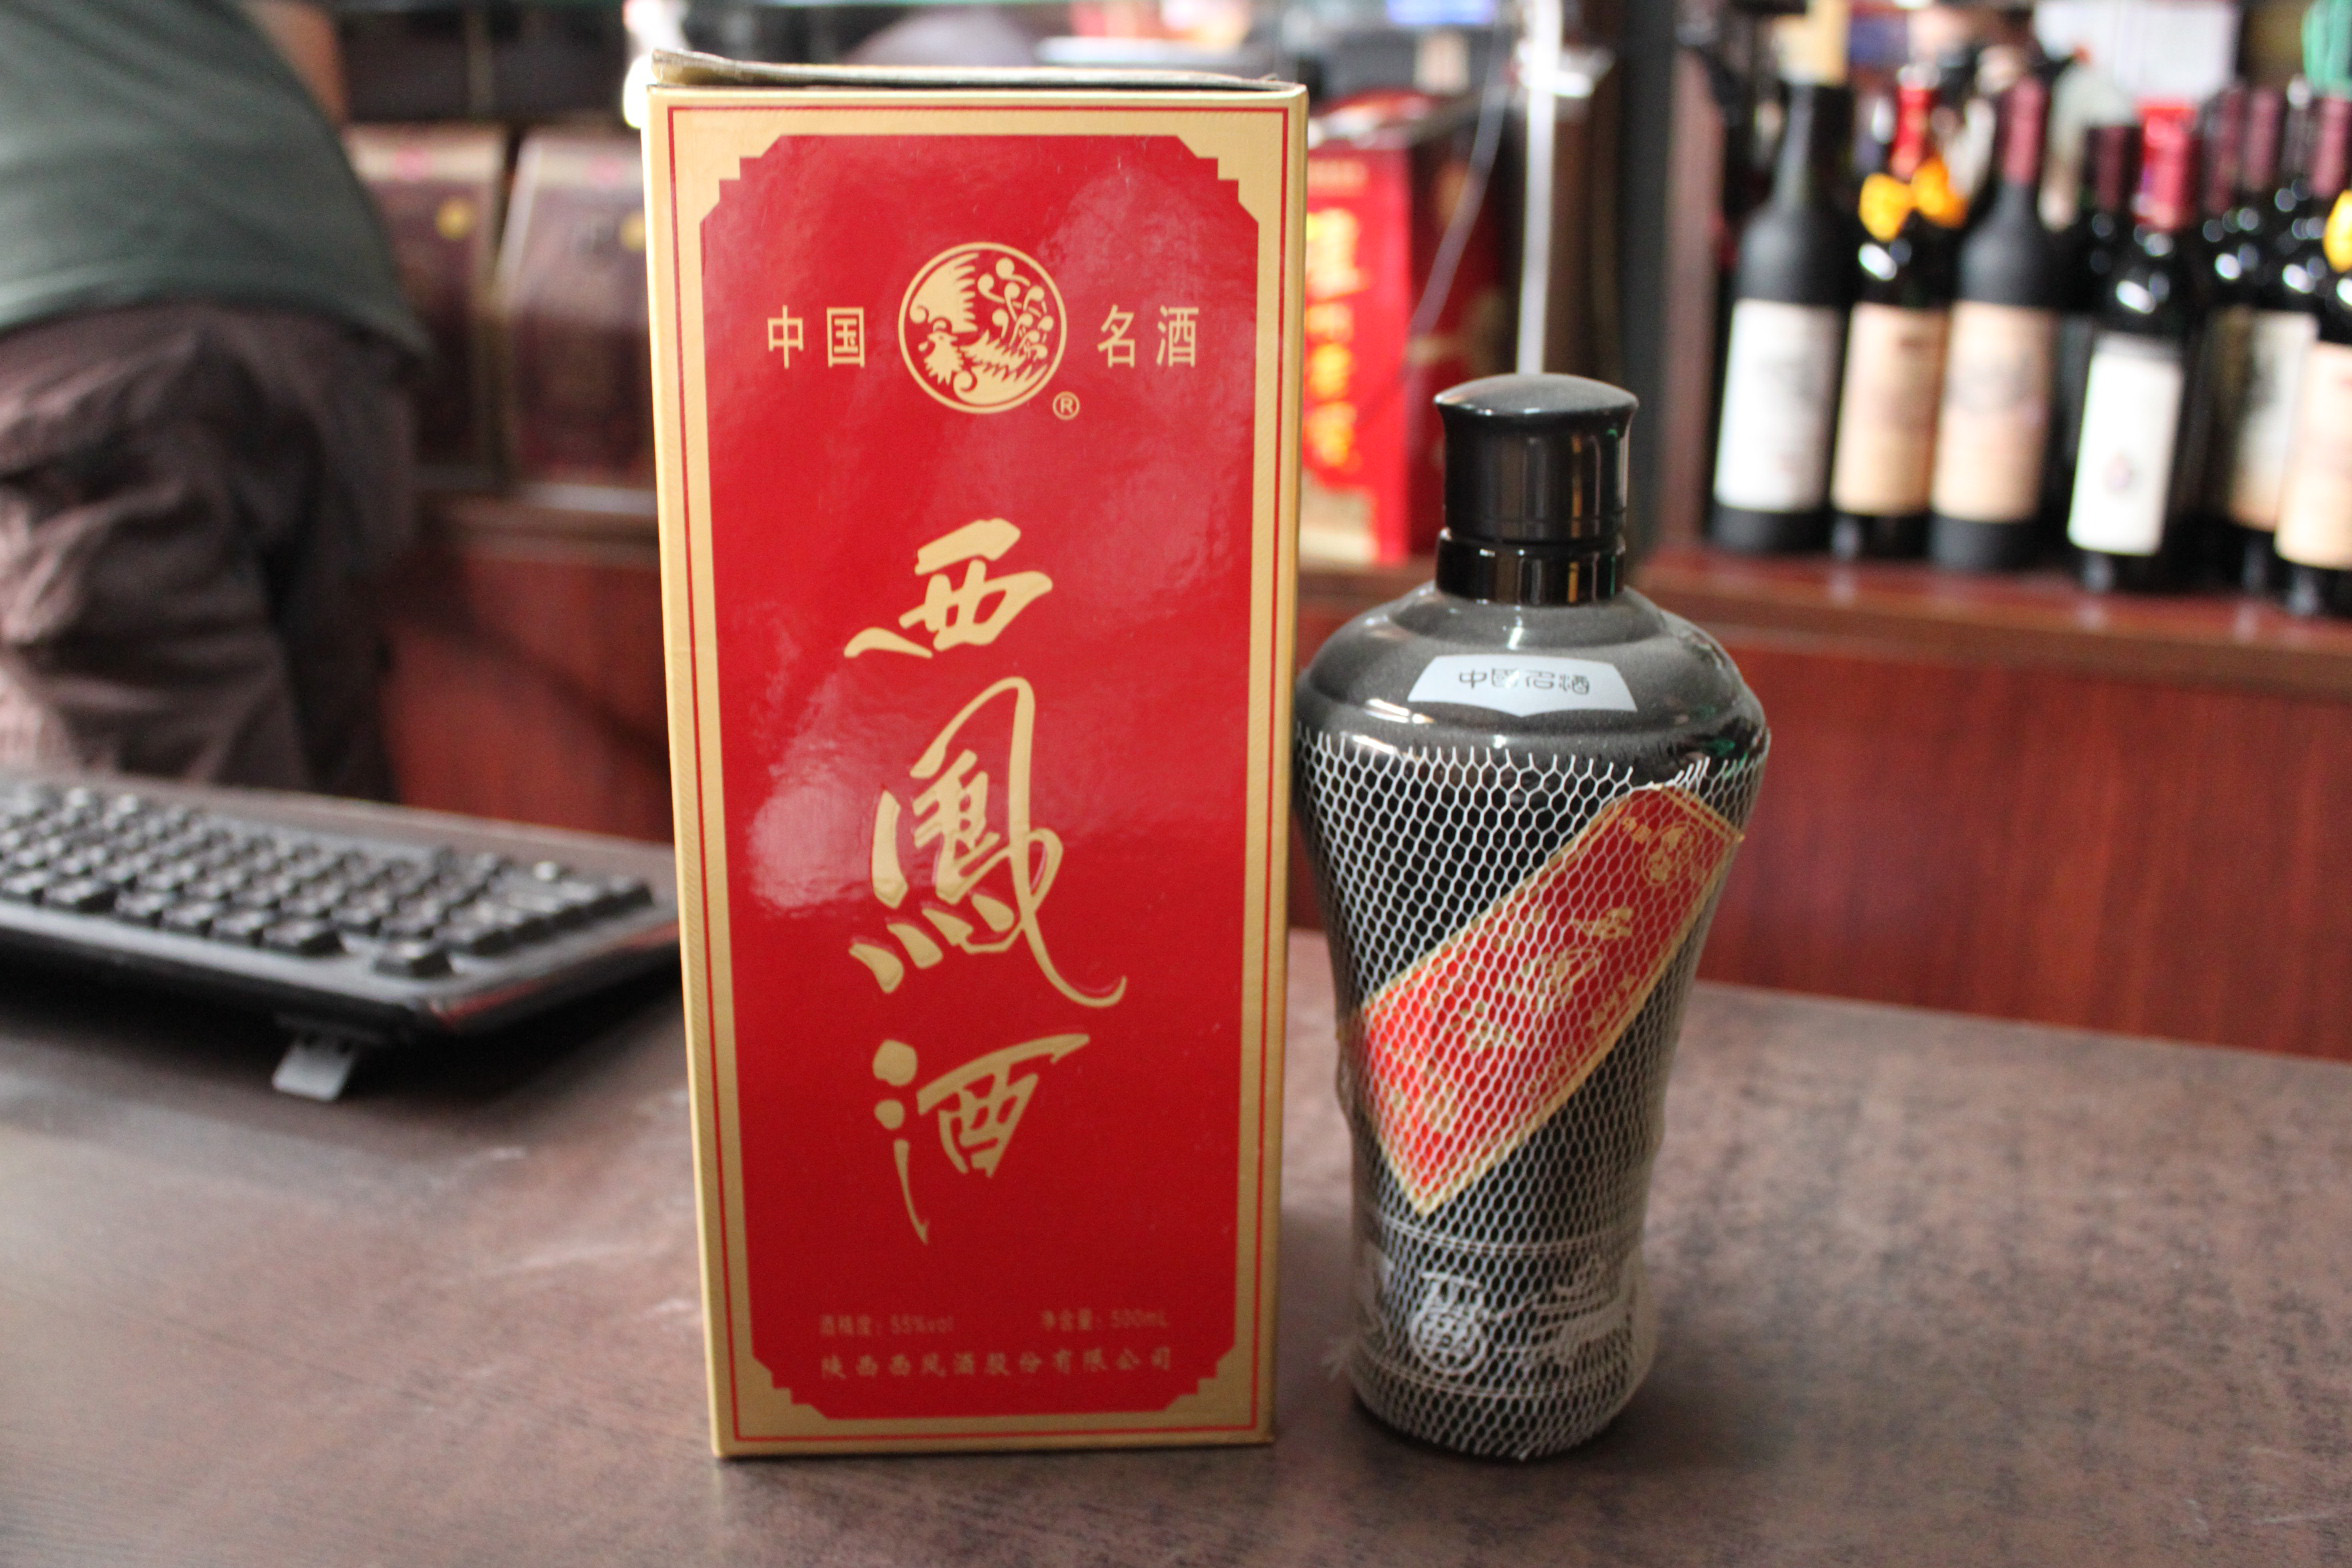 中国 名酒
®
西
鳳
酒
酒精度：55%vol 净含量：500mL
陕西西凤酒股份有限公司
中國名酒